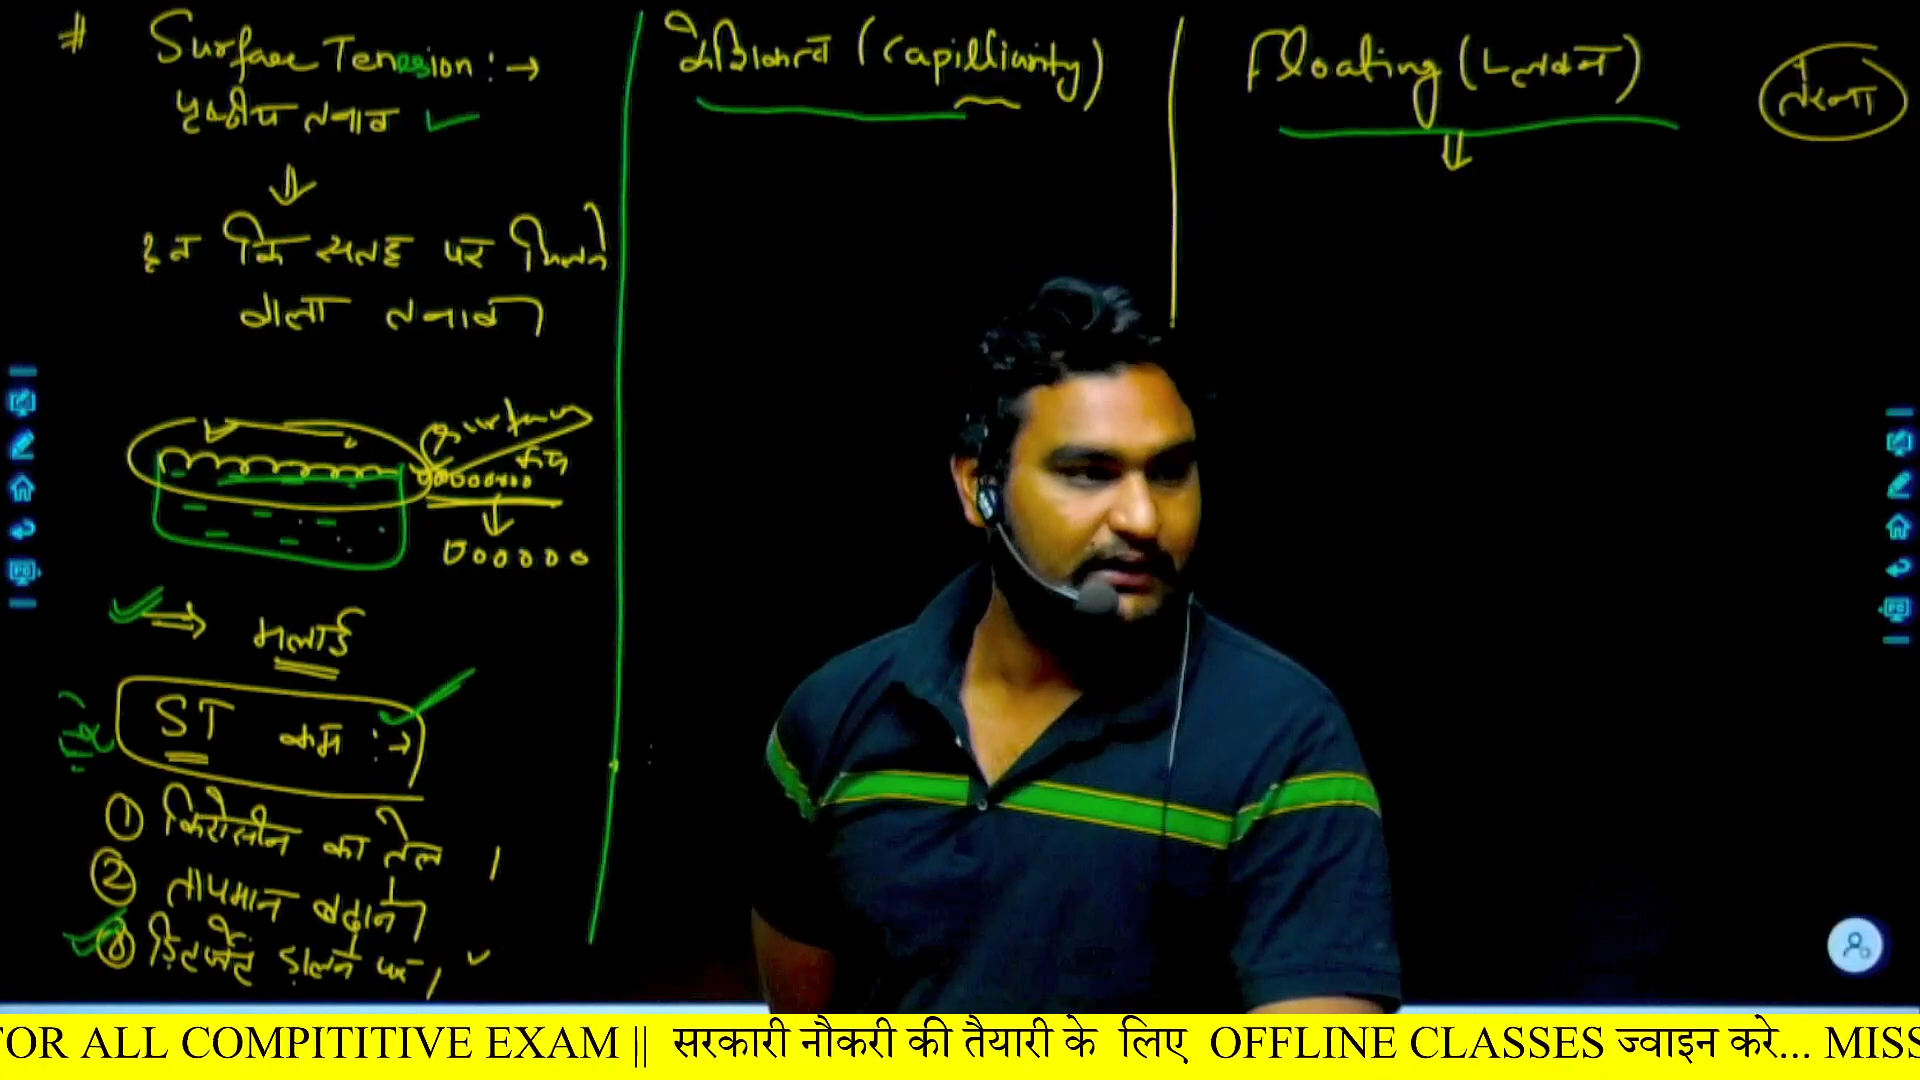 # Surface Tension :→
पृष्ठीय तनाव
द्रव कि सतह पर मिलने
वाला तनाव
Surface
मलाई
ST कम :→
① किरोसीन का तेल ।
② तापमान बढ़ाने
③ डिटर्जेंट डालने पर ।
केशिकत्व (Capilliarity)
Floating (प्लवन)
तैरना
FOR ALL COMPITITIVE EXAM || सरकारी नौकरी की तैयारी के लिए OFFLINE CLASSES ज्वाइन करे... MISS